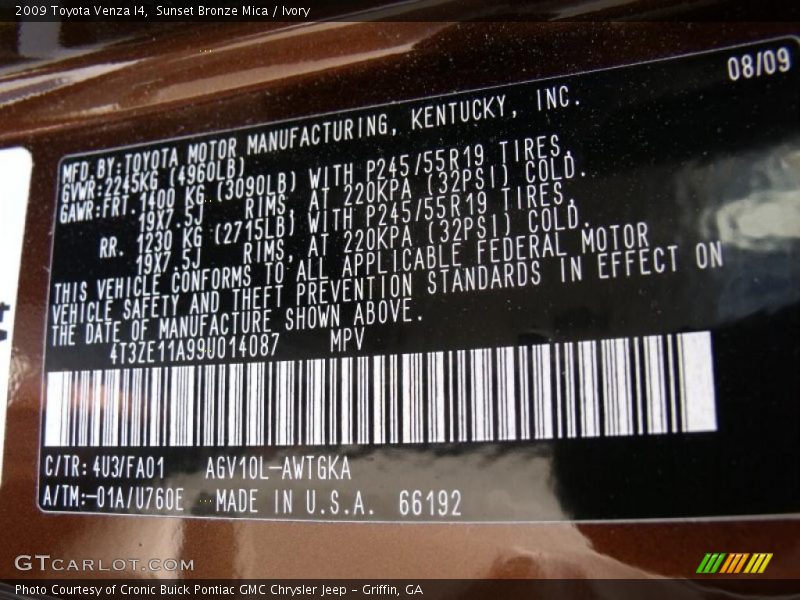 2009 Toyota Venza I4,  Sunset Bronze Mica / Ivory
08/09
MFD.BY:TOYOTA MOTOR MANUFACTURING, KENTUCKY, INC.
GVWR:2245KG (4960LB)
GAWR:FRT.1400 KG (3090LB) WITH P245/55R19 TIRES,
19X7.5J RIMS, AT 220KPA (32PSI) COLD.
RR. 1230 KG (2715LB) WITH P245/55R19 TIRES,
19X7.5J RIMS, AT 220KPA (32PSI) COLD.
THIS VEHICLE CONFORMS TO ALL APPLICABLE FEDERAL MOTOR
VEHICLE SAFETY AND THEFT PREVENTION STANDARDS IN EFFECT ON
THE DATE OF MANUFACTURE SHOWN ABOVE.
4T3ZE11A99U014087 MPV
C/TR:4U3/FA01 AGV10L-AWTGKA
A/TM:-01A/U760E MADE IN U.S.A. 66192
GTcarlot.com
Photo Courtesy of Cronic Buick Pontiac GMC Chrysler Jeep - Griffin, GA